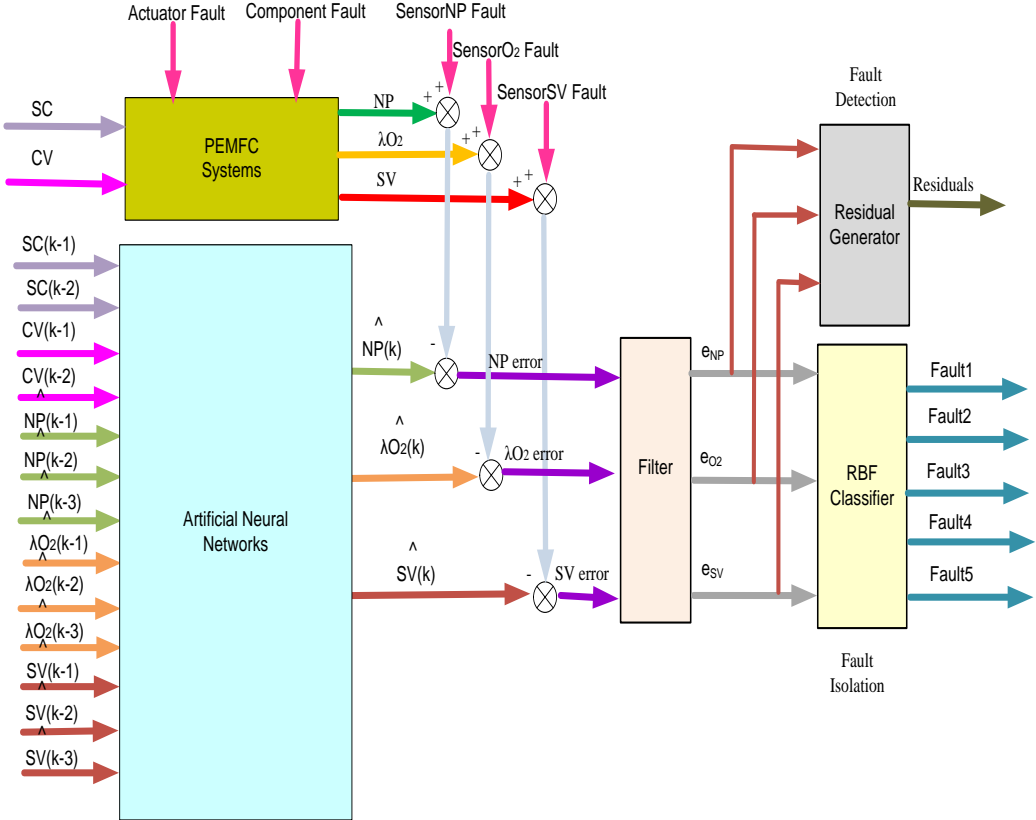 Actuator Fault
Component Fault
SensorNP Fault
SensorO2 Fault
SensorSV Fault
SC
CV
PEMFC
Systems
NP
λO2
SV
+ +
+ +
+ +
Fault
Detection
Residual
Generator
Residuals
SC(k-1)
SC(k-2)
CV(k-1)
CV(k-2)
^
NP(k-1)
^
NP(k-2)
^
NP(k-3)
^
λO2(k-1)
^
λO2(k-2)
^
λO2(k-3)
^
SV(k-1)
^
SV(k-2)
^
SV(k-3)
Artificial Neural
Networks
^
NP(k)
-
NP error
^
λO2(k)
-
λO2 error
^
SV(k)
-
SV error
Filter
eNP
eO2
eSV
RBF
Classifier
Fault1
Fault2
Fault3
Fault4
Fault5
Fault
Isolation